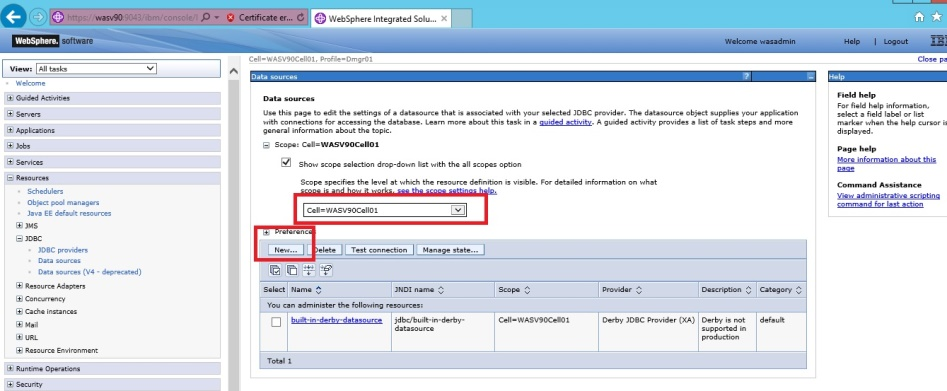 https://wasv90:9043/ibm/console/l
Certificate er...
WebSphere Integrated Solu...
WebSphere. software
Welcome wasadmin
Help | Logout
IBM
Cell=WASV90Cell01, Profile=Dmgr01
Close pa
View: All tasks
Welcome
Guided Activities
Servers
Applications
Jobs
Services
Resources
Schedulers
Object pool managers
Java EE default resources
JMS
JDBC
JDBC providers
Data sources
Data sources (V4 - deprecated)
Resource Adapters
Concurrency
Cache instances
Mail
URL
Resource Environment
Runtime Operations
Security
Data sources
Data sources
Use this page to edit the settings of a datasource that is associated with your selected JDBC provider. The datasource object supplies your application
with connections for accessing the database. Learn more about this task in a guided activity. A guided activity provides a list of task steps and more
general information about the topic.
Scope: Cell=WASV90Cell01
Show scope selection drop-down list with the all scopes option
Scope specifies the level at which the resource definition is visible. For detailed information on what
scope is and how it works, see the scope settings help.
Cell=WASV90Cell01
Preferences
New... Delete Test connection Manage state...
Select Name JNDI name Scope Provider Description Category
You can administer the following resources:
built-in-derby-datasource jdbc/built-in-derby- Cell=WASV90Cell01 Derby JDBC Provider (XA) Derby is not default
datasource supported in
production
Total 1
Help
Field help
For field help information,
select a field label or list
marker when the help cursor is
displayed.
Page help
More information about this
page
Command Assistance
View administrative scripting
command for last action